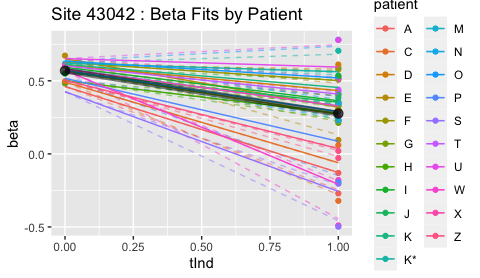 Site 43042 : Beta Fits by Patient
beta
0.5
0.0
-0.5
0.00
0.25
0.50
0.75
1.00
tInd
patient
A
C
D
E
F
G
H
I
J
K
K*
M
N
O
P
S
T
U
W
X
Z